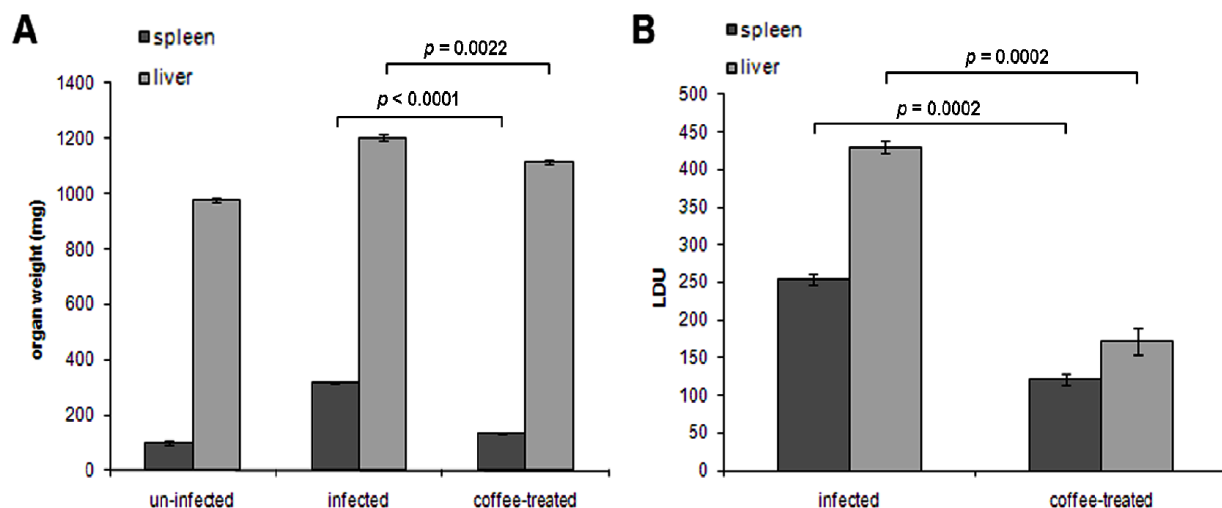 A
spleen
liver
p = 0.0022
p < 0.0001
1400
1200
1000
800
600
400
200
0
organ weight (mg)
un-infected
infected
coffee-treated
B
spleen
liver
p = 0.0002
p = 0.0002
500
450
400
350
300
250
200
150
100
50
0
LDU
infected
coffee-treated